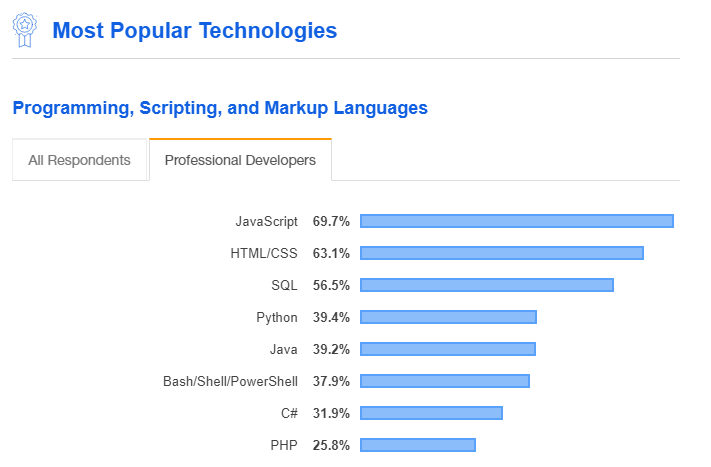 Most Popular Technologies
Programming, Scripting, and Markup Languages
All Respondents Professional Developers
JavaScript 69.7%
HTML/CSS 63.1%
SQL 56.5%
Python 39.4%
Java 39.2%
Bash/Shell/PowerShell 37.9%
C# 31.9%
PHP 25.8%